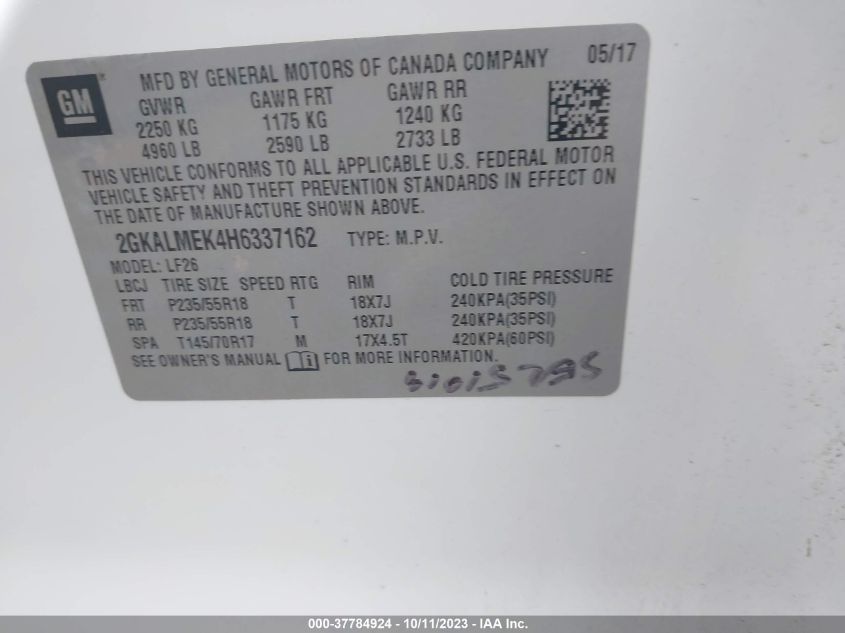 GM
MFD BY GENERAL MOTORS OF CANADA COMPANY 05/17
GVWR GAWR FRT GAWR RR
2250 KG 1175 KG 1240 KG
4960 LB 2590 LB 2733 LB
THIS VEHICLE CONFORMS TO ALL APPLICABLE U.S. FEDERAL MOTOR
VEHICLE SAFETY AND THEFT PREVENTION STANDARDS IN EFFECT ON
THE DATE OF MANUFACTURE SHOWN ABOVE.
2GKALMEK4H6337162 TYPE: M.P.V.
MODEL: LF26
LBCJ TIRE SIZE SPEED RTG RIM COLD TIRE PRESSURE
FRT P235/55R18 T 18X7J 240KPA(35PSI)
RR P235/55R18 T 18X7J 240KPA(35PSI)
SPA T145/70R17 M 17X4.5T 420KPA(60PSI)
SEE OWNER'S MANUAL FOR MORE INFORMATION.
000-37784924 - 10/11/2023 - IAA Inc.